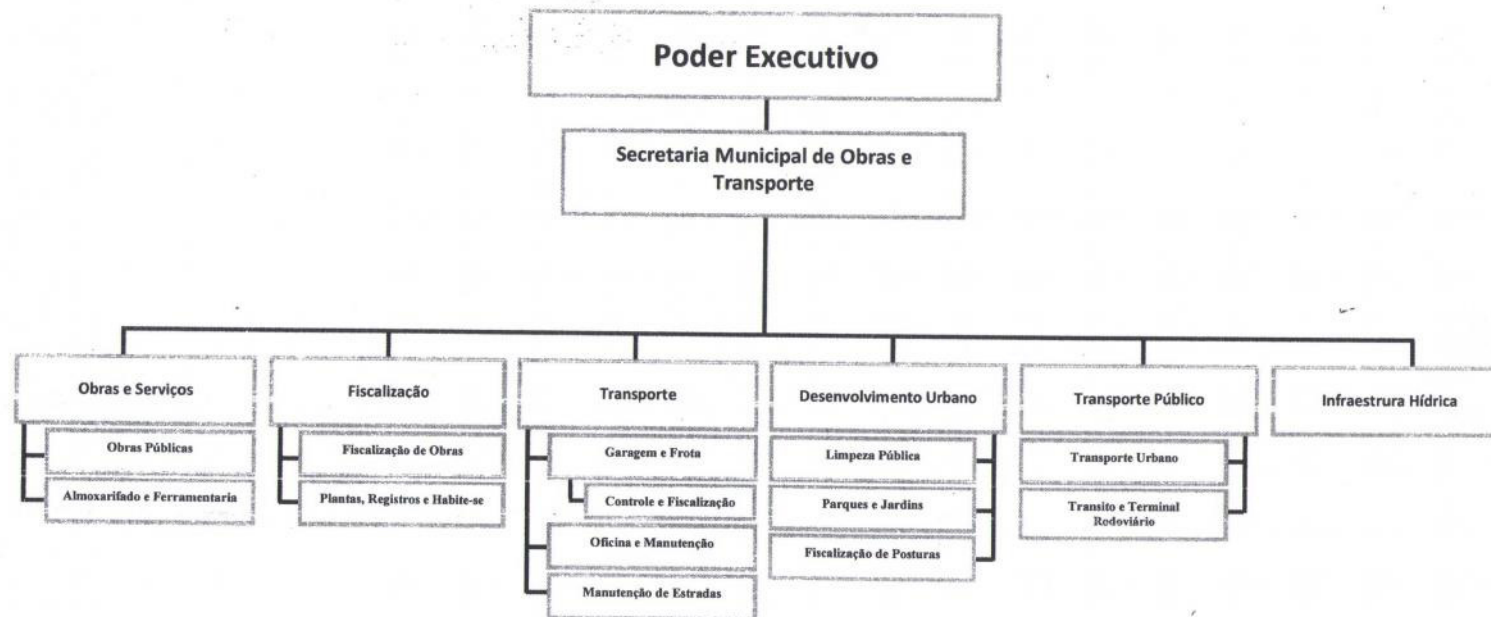 Poder Executivo
Secretaria Municipal de Obras e
Transporte
Obras e Serviços
Obras Públicas
Almoxarifado e Ferramentaria
Fiscalização
Fiscalização de Obras
Plantas, Registros e Habite-se
Transporte
Garagem e Frota
Controle e Fiscalização
Oficina e Manutenção
Manutenção de Estradas
Desenvolvimento Urbano
Limpeza Pública
Parques e Jardins
Fiscalização de Posturas
Transporte Público
Transporte Urbano
Transito e Terminal
Rodoviário
Infraestrura Hídrica